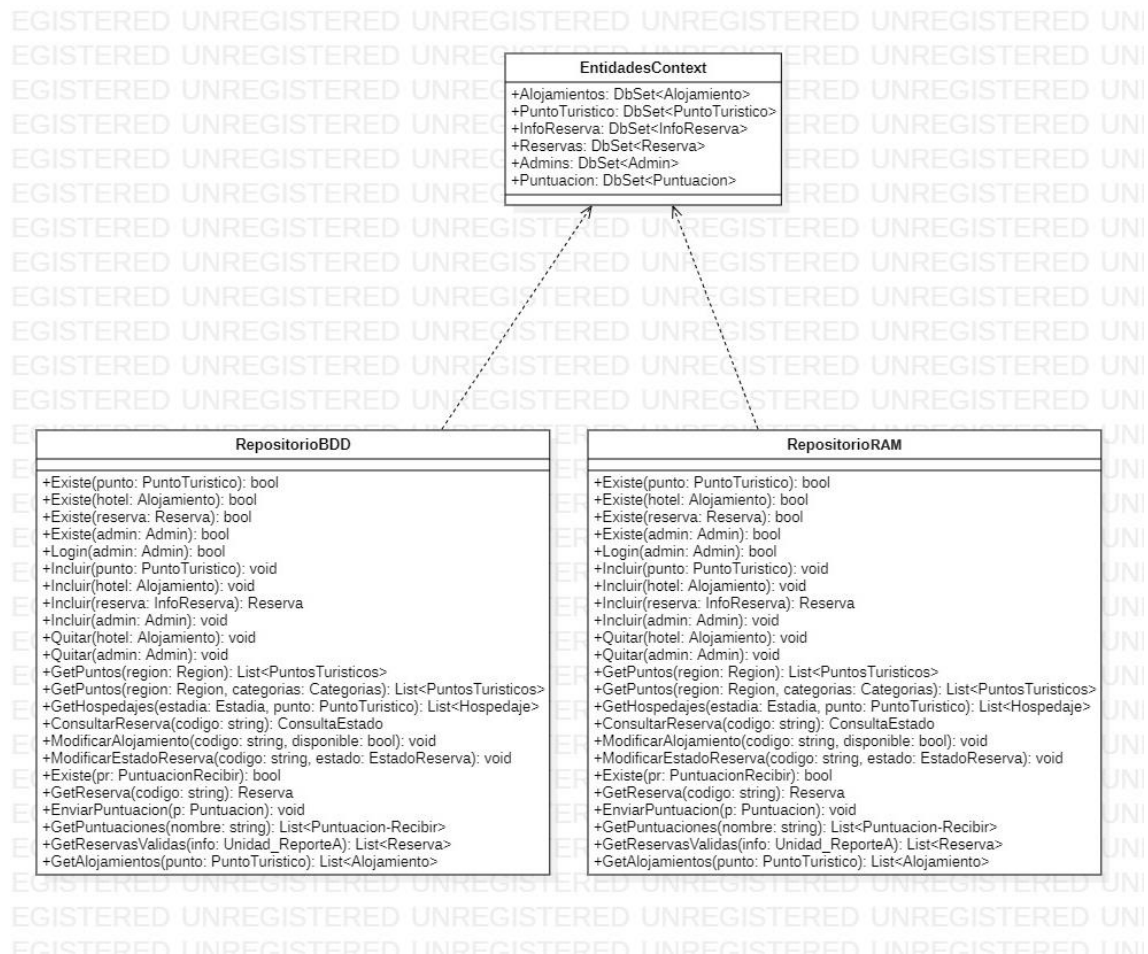 EntidadesContext
+Alojamientos: DbSet<Alojamiento>
+PuntoTuristico: DbSet<PuntoTuristico>
+InfoReserva: DbSet<InfoReserva>
+Reservas: DbSet<Reserva>
+Admins: DbSet<Admin>
+Puntuacion: DbSet<Puntuacion>
RepositorioBDD
+Existe(punto: PuntoTuristico): bool
+Existe(hotel: Alojamiento): bool
+Existe(reserva: Reserva): bool
+Existe(admin: Admin): bool
+Login(admin: Admin): bool
+Incluir(punto: PuntoTuristico): void
+Incluir(hotel: Alojamiento): void
+Incluir(reserva: InfoReserva): Reserva
+Incluir(admin: Admin): void
+Quitar(hotel: Alojamiento): void
+Quitar(admin: Admin): void
+GetPuntos(region: Region): List<PuntosTuristicos>
+GetPuntos(region: Region, categorias: Categorias): List<PuntosTuristicos>
+GetHospedajes(estadia: Estadia, punto: PuntoTuristico): List<Hospedaje>
+ConsultarReserva(codigo: string): ConsultaEstado
+ModificarAlojamiento(codigo: string, disponible: bool): void
+ModificarEstadoReserva(codigo: string, estado: EstadoReserva): void
+Existe(pr: PuntuacionRecibir): bool
+GetReserva(codigo: string): Reserva
+EnviarPuntuacion(p: Puntuacion): void
+GetPuntuaciones(nombre: string): List<Puntuacion-Recibir>
+GetReservasValidas(info: Unidad_ReporteA): List<Reserva>
+GetAlojamientos(punto: PuntoTuristico): List<Alojamiento>
RepositorioRAM
+Existe(punto: PuntoTuristico): bool
+Existe(hotel: Alojamiento): bool
+Existe(reserva: Reserva): bool
+Existe(admin: Admin): bool
+Login(admin: Admin): bool
+Incluir(punto: PuntoTuristico): void
+Incluir(hotel: Alojamiento): void
+Incluir(reserva: InfoReserva): Reserva
+Incluir(admin: Admin): void
+Quitar(hotel: Alojamiento): void
+Quitar(admin: Admin): void
+GetPuntos(region: Region): List<PuntosTuristicos>
+GetPuntos(region: Region, categorias: Categorias): List<PuntosTuristicos>
+GetHospedajes(estadia: Estadia, punto: PuntoTuristico): List<Hospedaje>
+ConsultarReserva(codigo: string): ConsultaEstado
+ModificarAlojamiento(codigo: string, disponible: bool): void
+ModificarEstadoReserva(codigo: string, estado: EstadoReserva): void
+Existe(pr: PuntuacionRecibir): bool
+GetReserva(codigo: string): Reserva
+EnviarPuntuacion(p: Puntuacion): void
+GetPuntuaciones(nombre: string): List<Puntuacion-Recibir>
+GetReservasValidas(info: Unidad_ReporteA): List<Reserva>
+GetAlojamientos(punto: PuntoTuristico): List<Alojamiento>